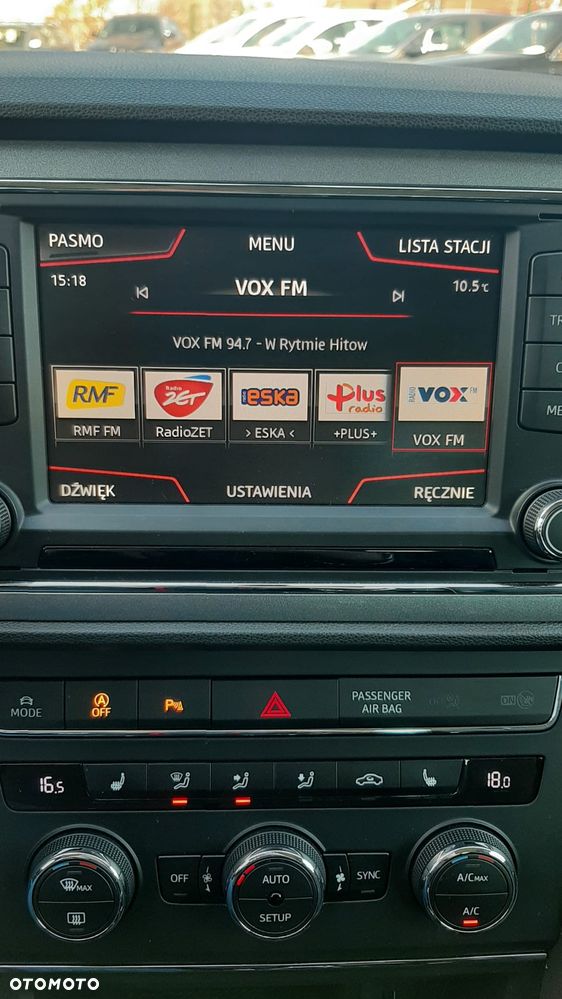 PASMO
MENU
LISTA STACJI
15:18
VOX FM
10.5°C
VOX FM 94.7 - W Rytmie Hitow
RMF
Radio ZET
ESKA
Plus radio
RADIO VOX FM
RMF FM
RadioZET
> ESKA <
+PLUS+
VOX FM
DŹWIĘK
USTAWIENIA
RĘCZNIE
MODE
A OFF
PASSENGER AIR BAG
ON
16.5
18.0
MAX
OFF
AUTO
SETUP
SYNC
A/C MAX
A/C
OTOMOTO